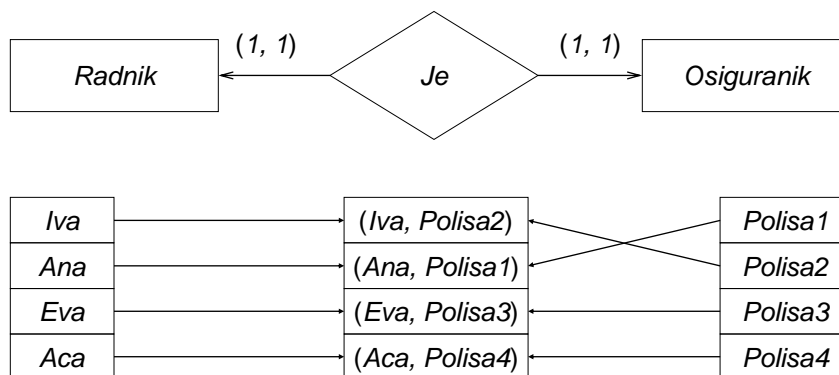 (1, 1) (1, 1)
Radnik Je Osiguranik
Iva (Iva, Polisa2) Polisa1
Ana (Ana, Polisa1) Polisa2
Eva (Eva, Polisa3) Polisa3
Aca (Aca, Polisa4) Polisa4